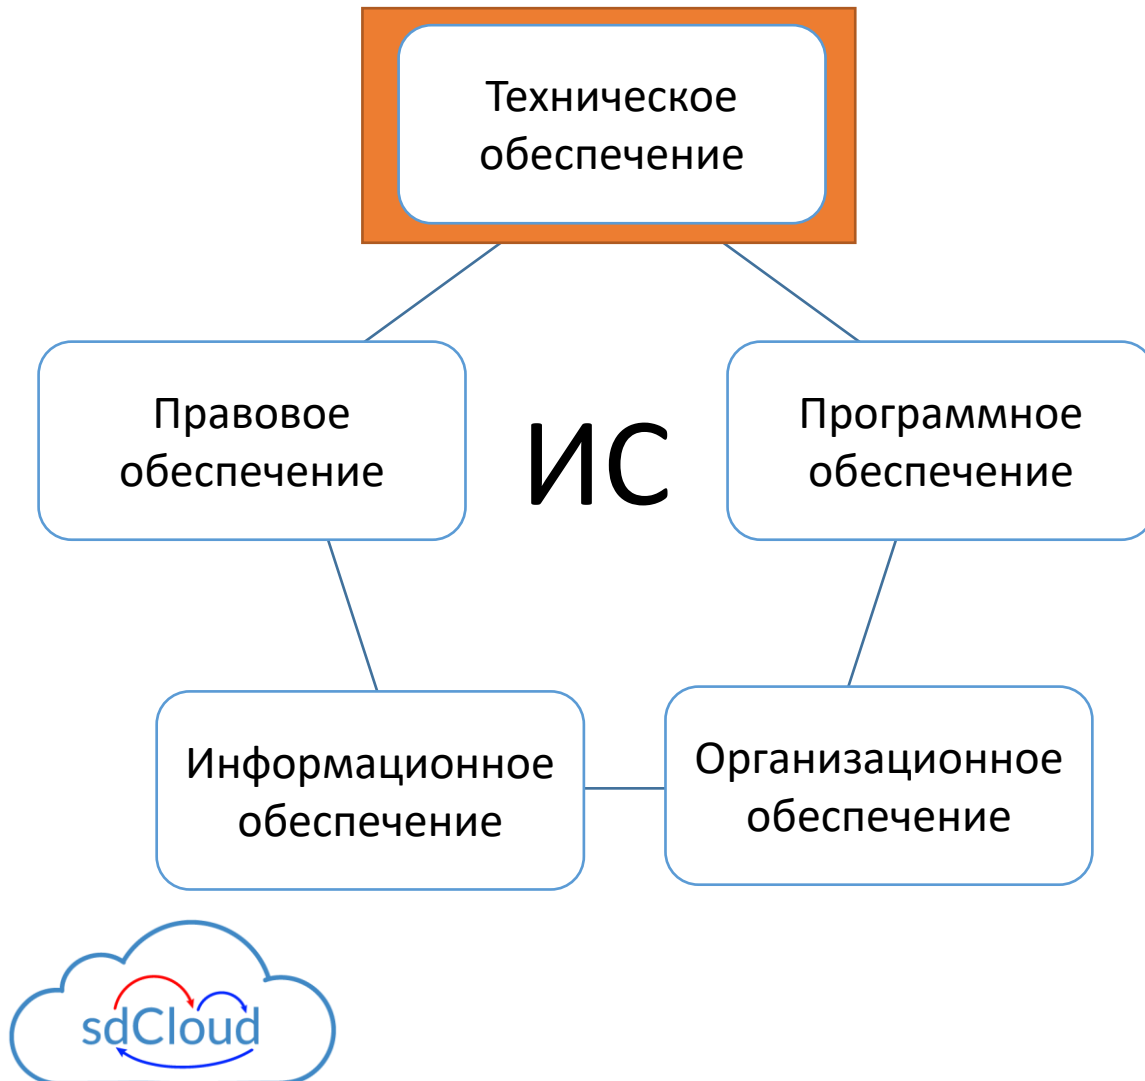 Техническое
обеспечение
Правовое
обеспечение
ИС
Программное
обеспечение
Информационное
обеспечение
Организационное
обеспечение
sdCloud